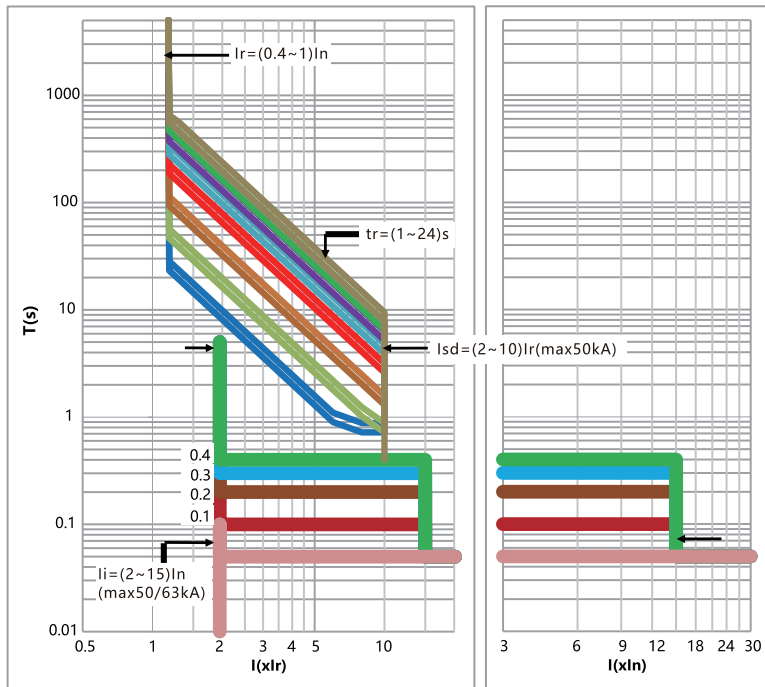 Ir=(0.4~1)In
1000
100
tr=(1~24)s
10
T(s)
Isd=(2~10)Ir(max50kA)
1
0.4
0.3
0.2
0.1
0.1
Ii=(2~15)In
(max50/63kA)
0.01
0.5 1 2 3 4 5 10
I(xIr)
3 6 9 12 18 24 30
I(xIn)